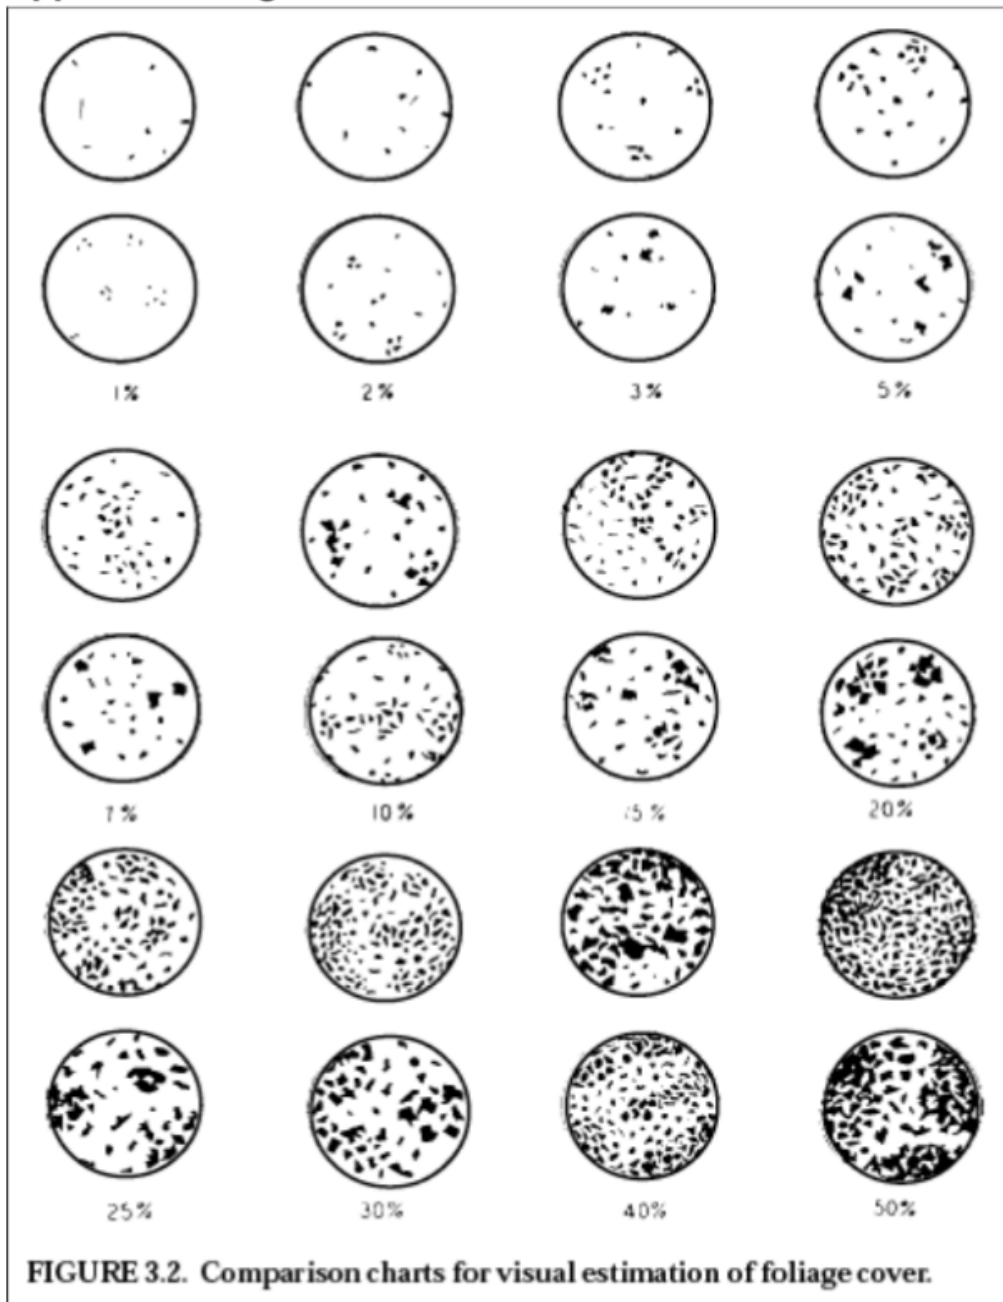 1% 2% 3% 5%
7% 10% 15% 20%
25% 30% 40% 50%
FIGURE 3.2. Comparison charts for visual estimation of foliage cover.